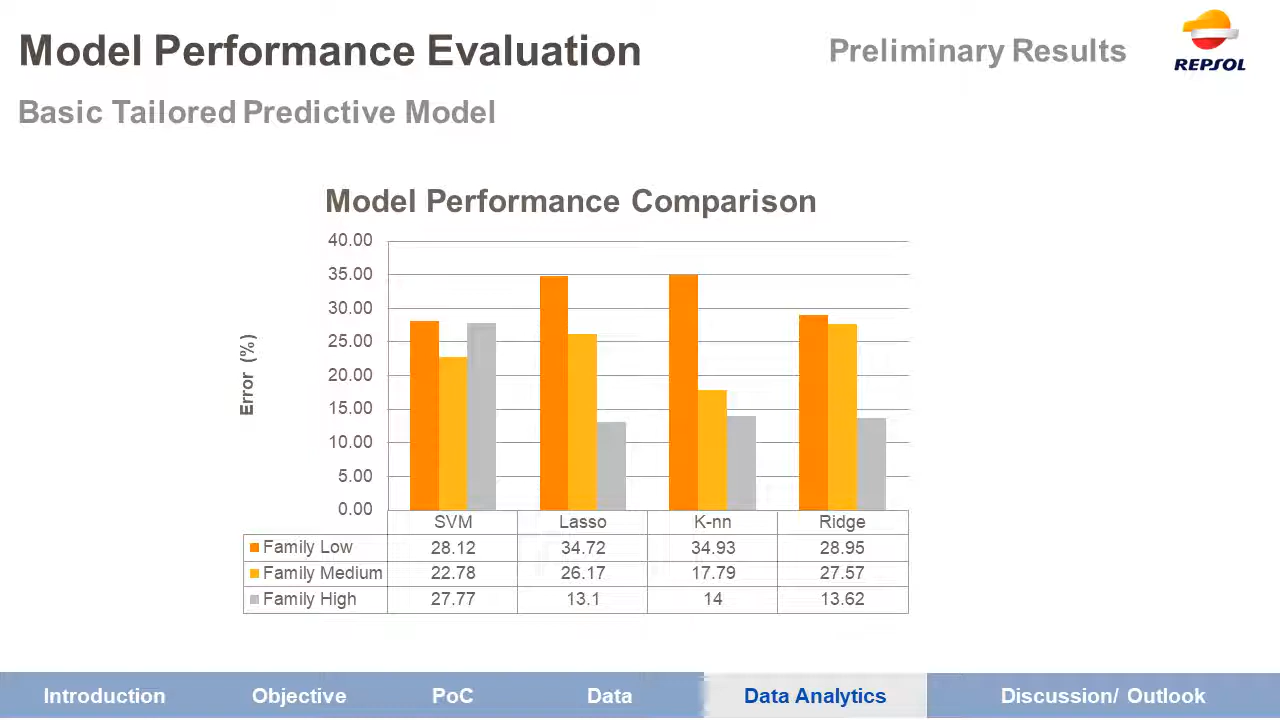 Model Performance Evaluation
Preliminary Results
REPSOL
Basic Tailored Predictive Model
Model Performance Comparison
Error (%)
40.00
35.00
30.00
25.00
20.00
15.00
10.00
5.00
0.00
SVM Lasso K-nn Ridge
Family Low 28.12 34.72 34.93 28.95
Family Medium 22.78 26.17 17.79 27.57
Family High 27.77 13.1 14 13.62
Introduction Objective PoC Data Data Analytics Discussion/ Outlook